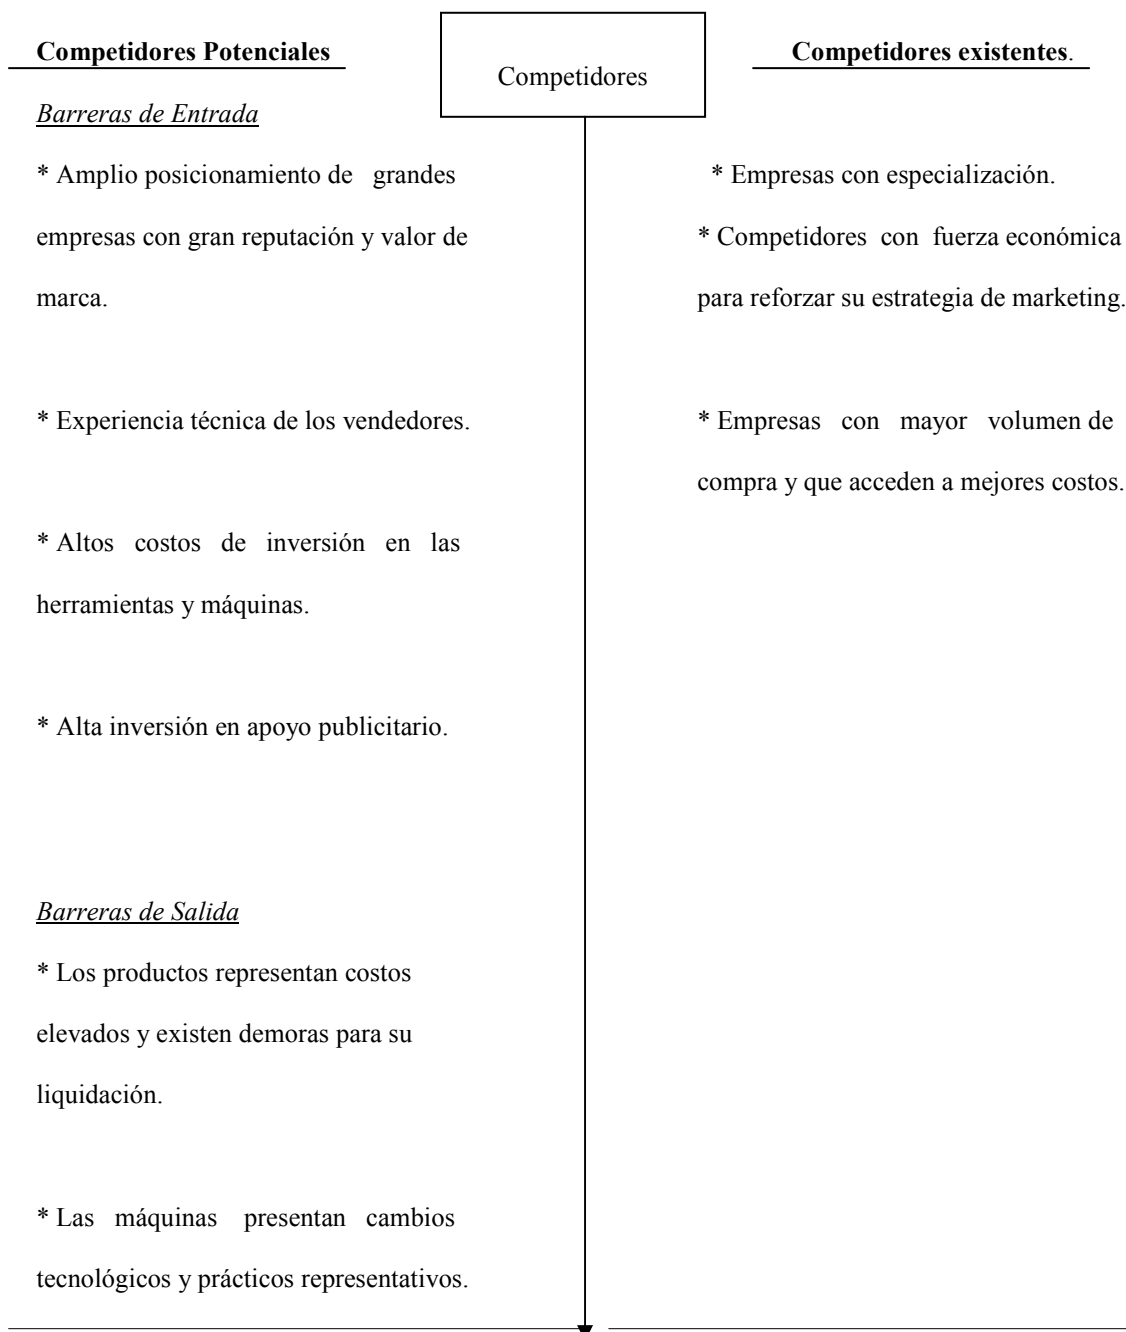 Competidores Potenciales
Barreras de Entrada
* Amplio posicionamiento de grandes
empresas con gran reputación y valor de
marca.
* Experiencia técnica de los vendedores.
* Altos costos de inversión en las
herramientas y máquinas.
* Alta inversión en apoyo publicitario.
Barreras de Salida
* Los productos representan costos
elevados y existen demoras para su
liquidación.
* Las máquinas presentan cambios
tecnológicos y prácticos representativos.
Competidores
Competidores existentes.
* Empresas con especialización.
* Competidores con fuerza económica
para reforzar su estrategia de marketing.
* Empresas con mayor volumen de
compra y que acceden a mejores costos.